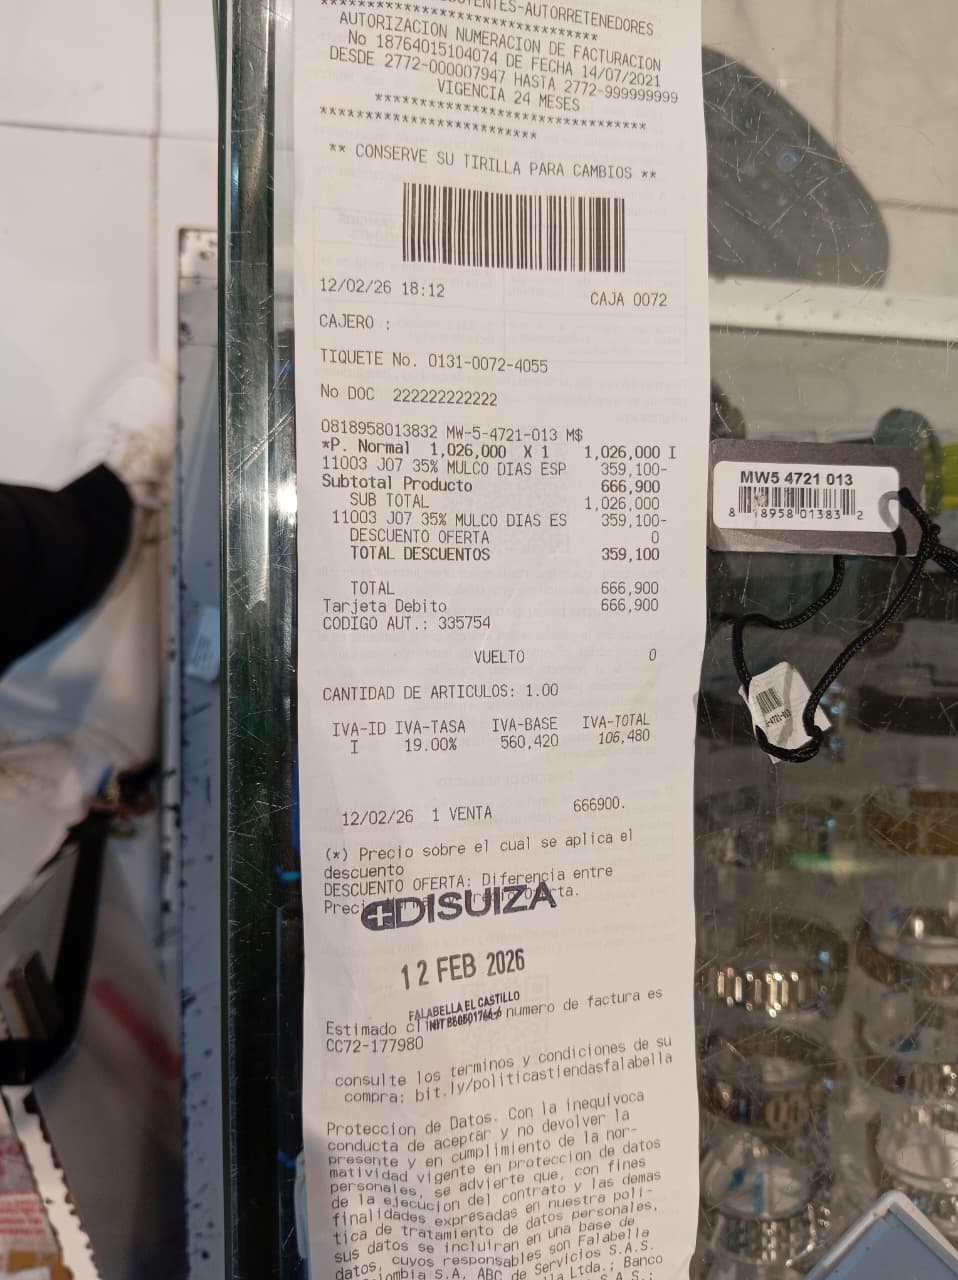 -AUTORRETENEDORES
********************************
AUTORIZACION NUMERACION DE FACTURACION
No 18764015104074 DE FECHA 14/07/2021
DESDE 2772-000007947 HASTA 2772-999999999
VIGENCIA 24 MESES
********************************
*************************
** CONSERVE SU TIRILLA PARA CAMBIOS **
12/02/26 18:12 CAJA 0072
CAJERO :
TIQUETE No. 0131-0072-4055
No DOC 222222222222
0818958013832 MW-5-4721-013 M$
*P. Normal 1,026,000 X 1 1,026,000 I
11003 J07 35% MULCO DIAS ESP 359,100-
Subtotal Producto 666,900
SUB TOTAL 1,026,000
11003 J07 35% MULCO DIAS ES 359,100-
DESCUENTO OFERTA 0
TOTAL DESCUENTOS 359,100
TOTAL 666,900
Tarjeta Debito 666,900
CODIGO AUT.: 335754
VUELTO 0
CANTIDAD DE ARTICULOS: 1.00
IVA-ID IVA-TASA IVA-BASE IVA-TOTAL
I 19.00% 560,420 106,480
12/02/26 1 VENTA 666900.
(*) Precio sobre el cual se aplica el
descuento
DESCUENTO OFERTA: Diferencia entre
DISUIZA
12 FEB 2026
FALABELLA EL CASTILLO
NIT 860501766-6
Estimado numero de factura es
CC72-177980
consulte los terminos y condiciones de su
compra: bit.ly/politicastiendasfalabella
Proteccion de Datos. Con la inequivoca
conducta de aceptar y no devolver la
presente y en cumplimiento de la nor-
matividad vigente en proteccion de datos
personales, se advierte que, con fines
de la ejecucion del contrato y las demas
finalidades expresadas en nuestra poli-
tica de tratamiento de datos personales,
sus datos se incluiran en una base de
datos, cuyos responsables son Falabella
S.A, ABC de Servicios S.A.S.
Ltda.; Banco
S.A.S.;
MW5 4721 013
8 18958 01383 2